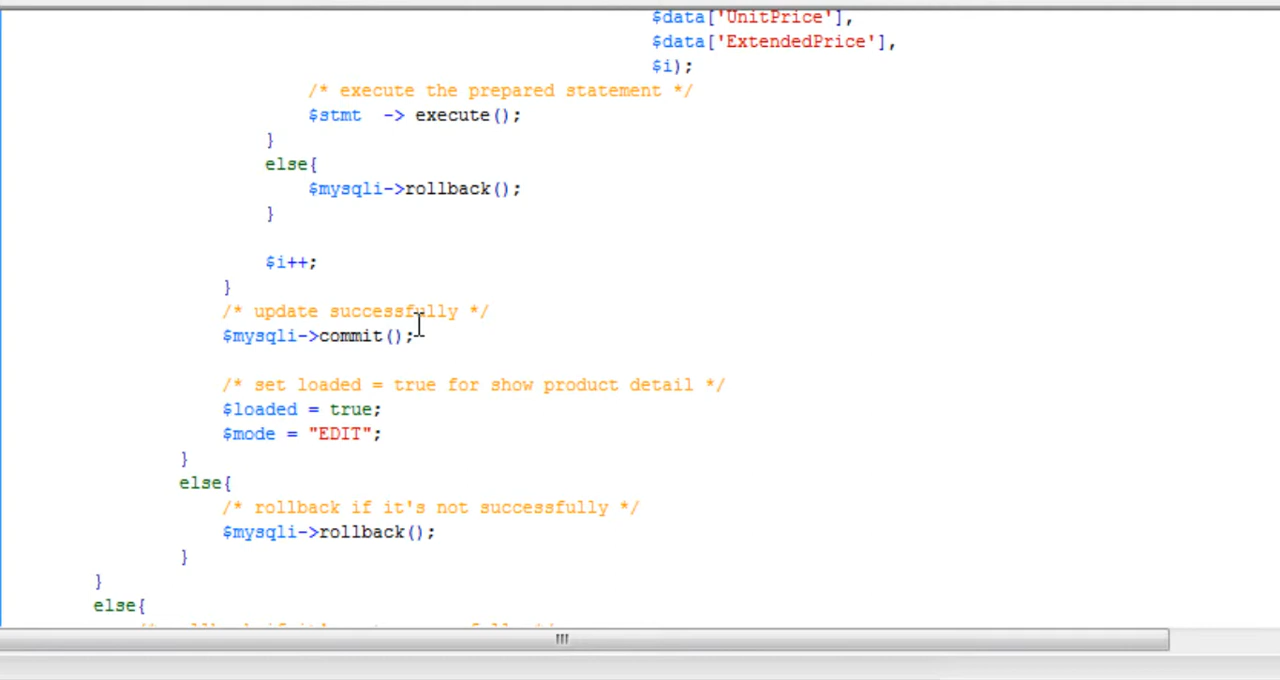 $data['UnitPrice'],
$data['ExtendedPrice'],
$i);
/* execute the prepared statement */
$stmt  -> execute();
}
else{
$mysqli->rollback();
}
$i++;
}
/* update successfully */
$mysqli->commit();
/* set loaded = true for show product detail */
$loaded = true;
$mode = "EDIT";
}
else{
/* rollback if it's not successfully */
$mysqli->rollback();
}
}
else{